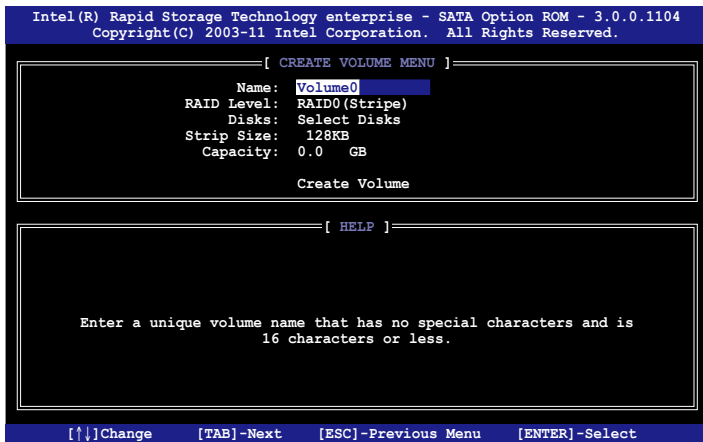 Intel(R) Rapid Storage Technology enterprise - SATA Option ROM - 3.0.0.1104
Copyright(C) 2003-11 Intel Corporation. All Rights Reserved.
[ CREATE VOLUME MENU ]
Name: Volume0
RAID Level: RAID0(Stripe)
Disks: Select Disks
Strip Size: 128KB
Capacity: 0.0 GB
Create Volume
[ HELP ]
Enter a unique volume name that has no special characters and is
16 characters or less.
[↑↓]Change [TAB]-Next [ESC]-Previous Menu [ENTER]-Select